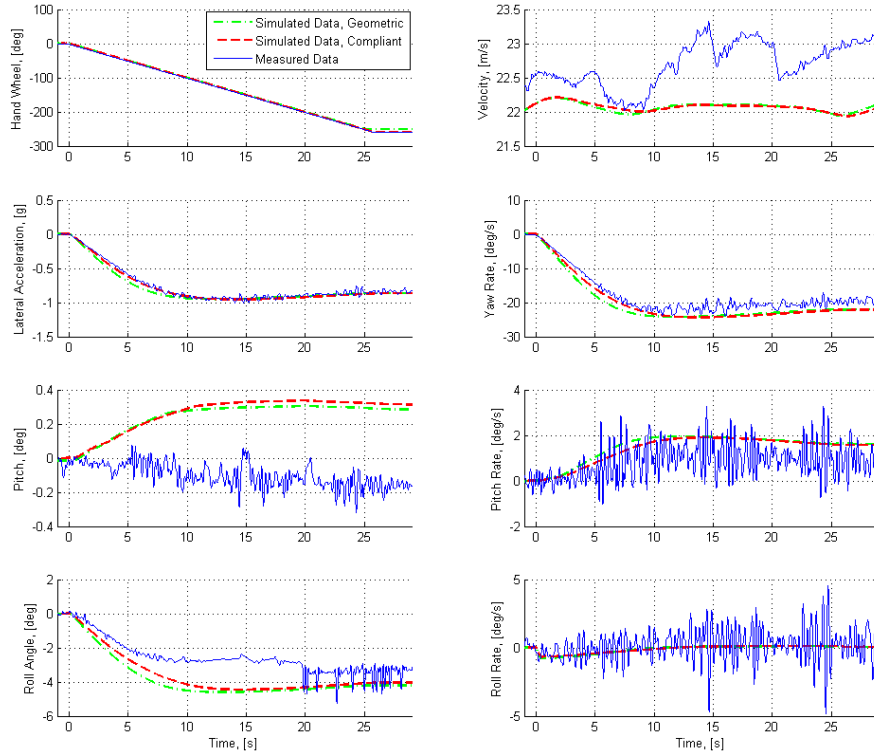 100
0
-100
-200
-300
Hand Wheel, [deg]
Simulated Data, Geometric
Simulated Data, Compliant
Measured Data
0 5 10 15 20 25
23.5
23
22.5
22
21.5
Velocity, [m/s]
0 5 10 15 20 25
0.5
0
-0.5
-1
-1.5
Lateral Acceleration, [g]
0 5 10 15 20 25
10
0
-10
-20
-30
Yaw Rate, [deg/s]
0 5 10 15 20 25
0.4
0.2
0
-0.2
-0.4
Pitch, [deg]
0 5 10 15 20 25
4
2
0
-2
Pitch Rate, [deg/s]
0 5 10 15 20 25
2
0
-2
-4
-6
Roll Angle, [deg]
0 5 10 15 20 25
Time, [s]
5
0
-5
Roll Rate, [deg/s]
0 5 10 15 20 25
Time, [s]